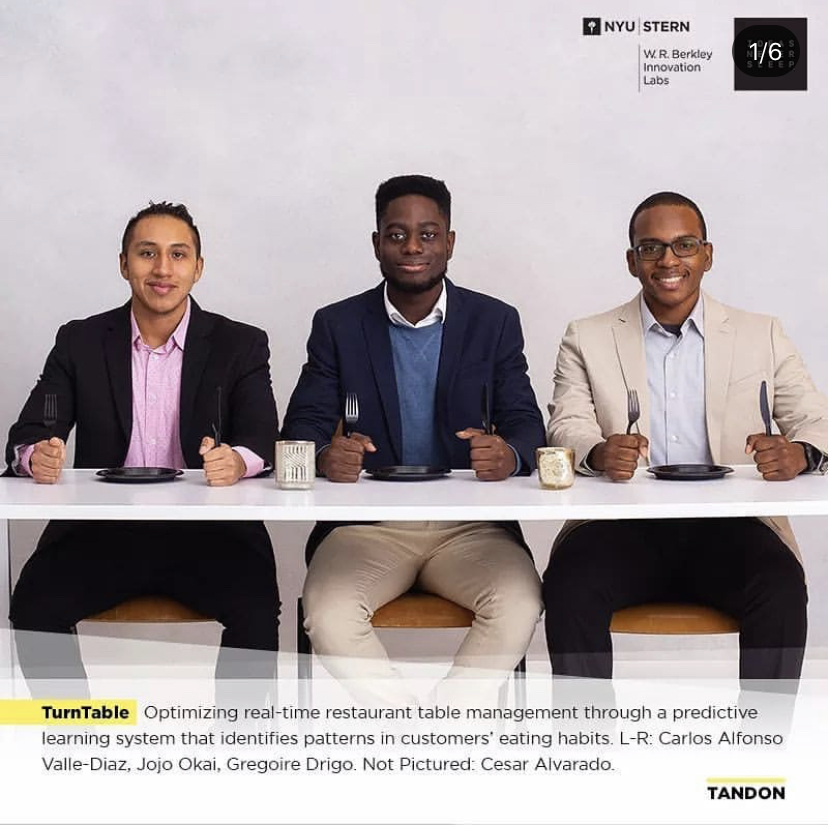 NYU STERN
W. R. Berkley
Innovation
Labs
1/6
TurnTable Optimizing real-time restaurant table management through a predictive
learning system that identifies patterns in customers' eating habits. L-R: Carlos Alfonso
Valle-Diaz, Jojo Okai, Gregoire Drigo. Not Pictured: Cesar Alvarado.
TANDON